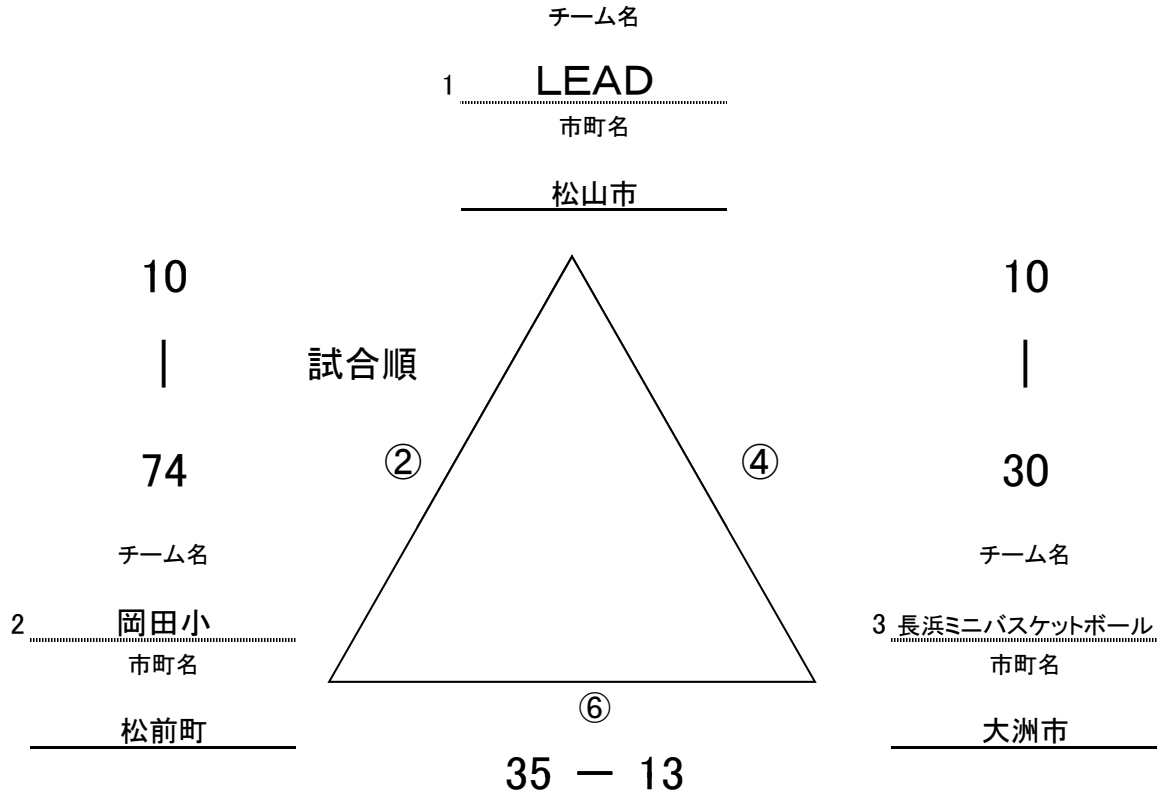 チーム名
1 LEAD
市町名
松山市
10
|
74
試合順
②
④
10
|
30
チーム名
2 岡田小
市町名
松前町
チーム名
3 長浜ミニバスケットボール
市町名
大洲市
⑥
35 － 13